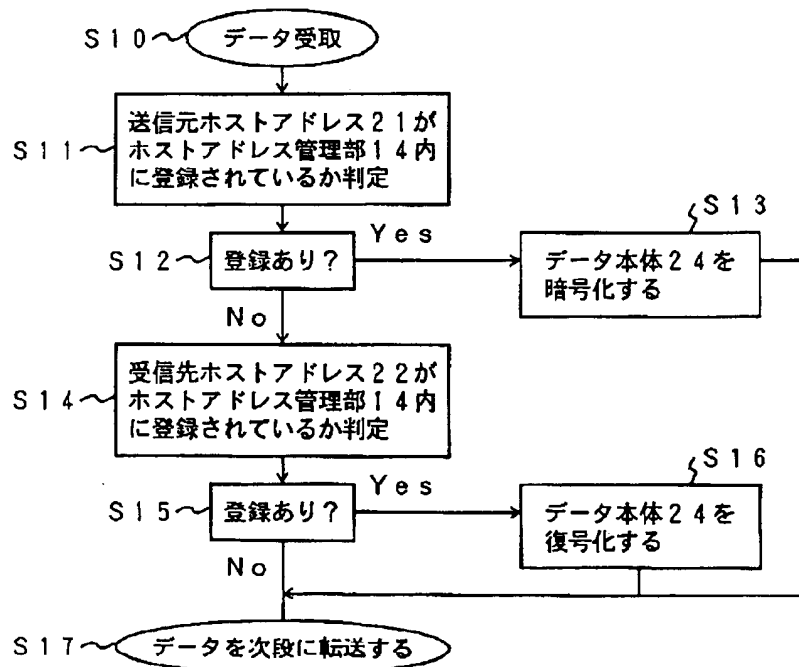 S10 データ受取
送信元ホストアドレス21が
S11 ホストアドレス管理部14内
に登録されているか判定
S13
Yes
S12 登録あり? データ本体24を
暗号化する
No
受信先ホストアドレス22が
S14 ホストアドレス管理部14内
に登録されているか判定
S16
Yes
S15 登録あり? データ本体24を
復号化する
No
S17 データを次段に転送する